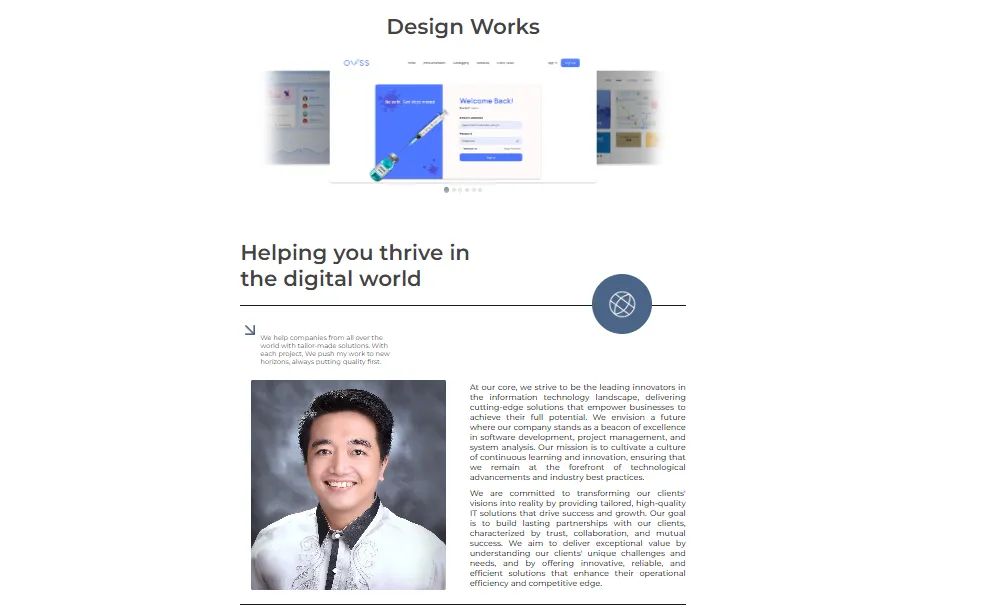 Design Works
OVSS
Welcome Back!
Helping you thrive in
the digital world
We help companies from all over the
world with tailor-made solutions. With
each project, We push my work to new
horizons, always putting quality first.
At our core, we strive to be the leading innovators in
the information technology landscape, delivering
cutting-edge solutions that empower businesses to
achieve their full potential. We envision a future
where our company stands as a beacon of excellence
in software development, project management, and
system analysis. Our mission is to cultivate a culture
of continuous learning and innovation, ensuring that
we remain at the forefront of technological
advancements and industry best practices.
We are committed to transforming our clients'
visions into reality by providing tailored, high-quality
IT solutions that drive success and growth. Our goal
is to build lasting partnerships with our clients,
characterized by trust, collaboration, and mutual
success. We aim to deliver exceptional value by
understanding our clients' unique challenges and
needs, and by offering innovative, reliable, and
efficient solutions that enhance their operational
efficiency and competitive edge.